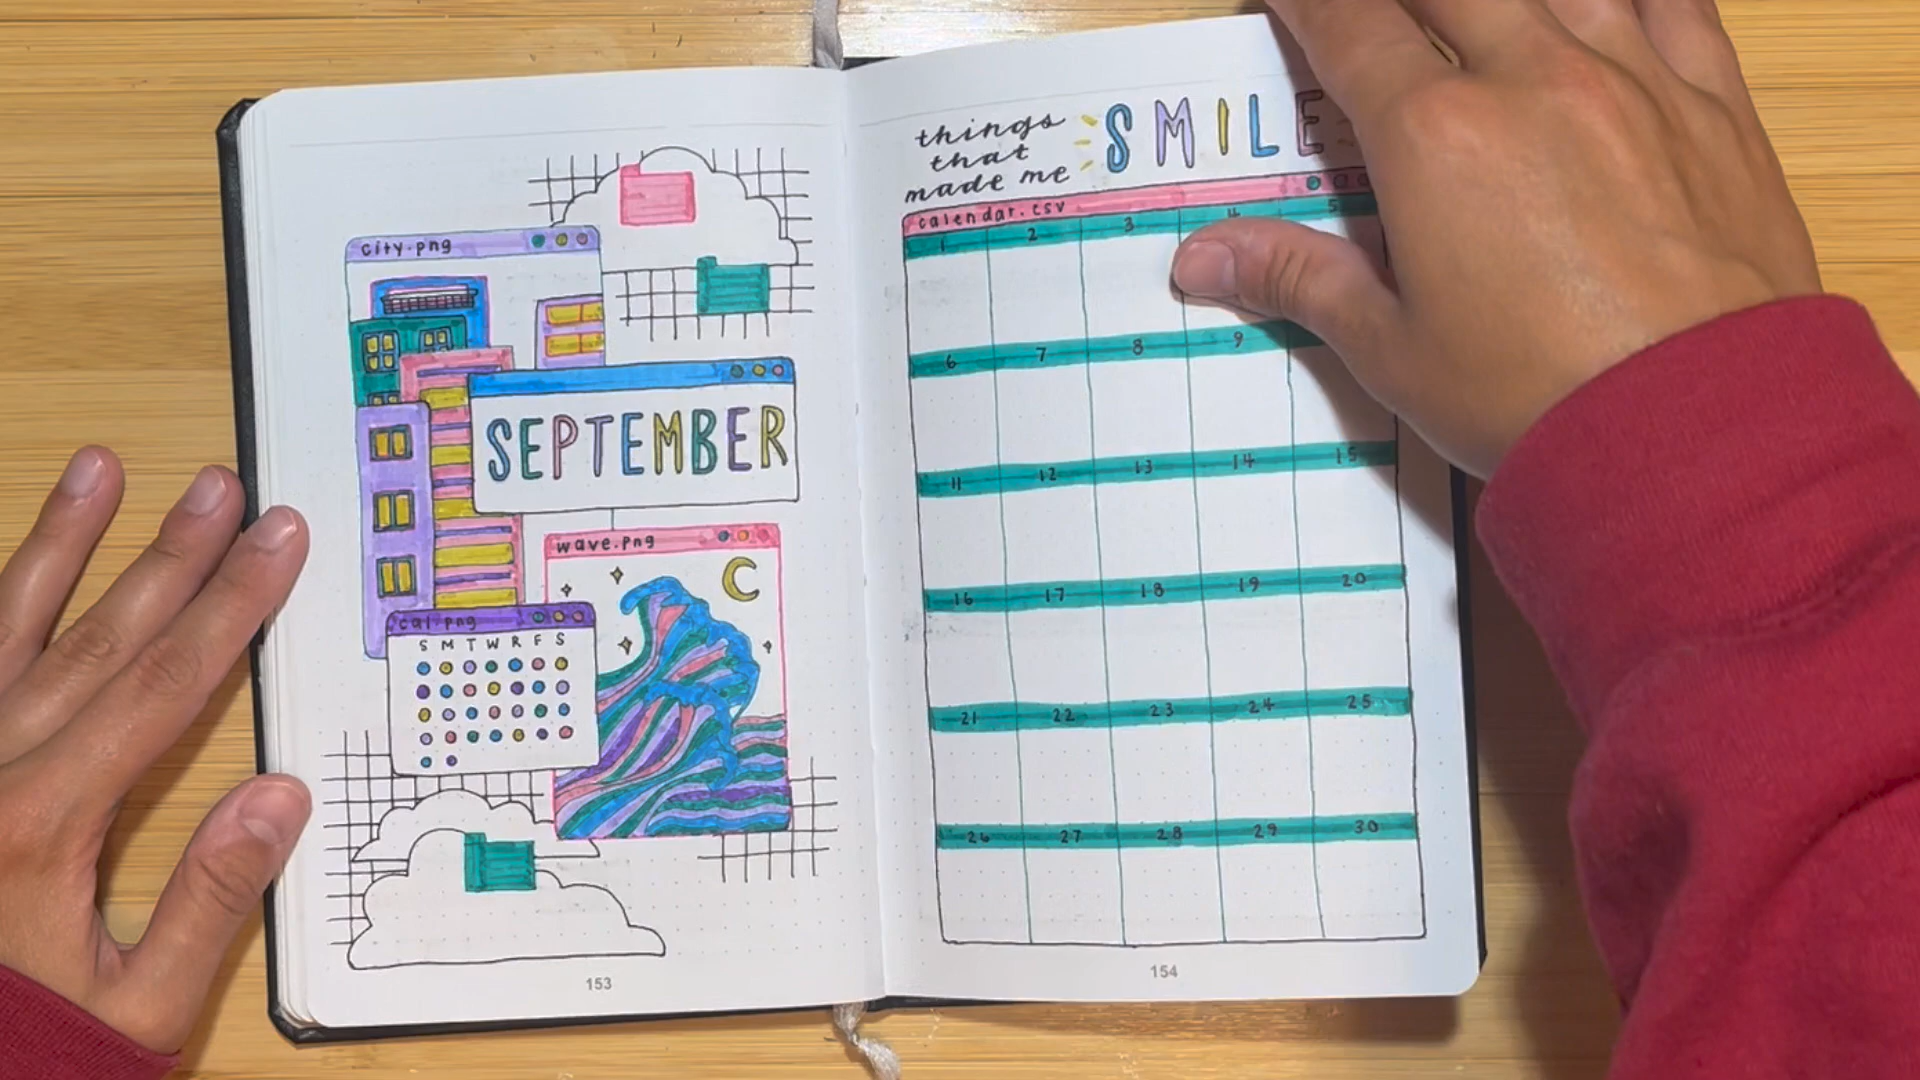 city.png
SEPTEMBER
wave.png
cal.png
S M T W R F S
153
things
that
made me
SMILE
calendar.csv
1 2 3 4 5
6 7 8 9
11 12 13 14 15
16 17 18 19 20
21 22 23 24 25
26 27 28 29 30
154